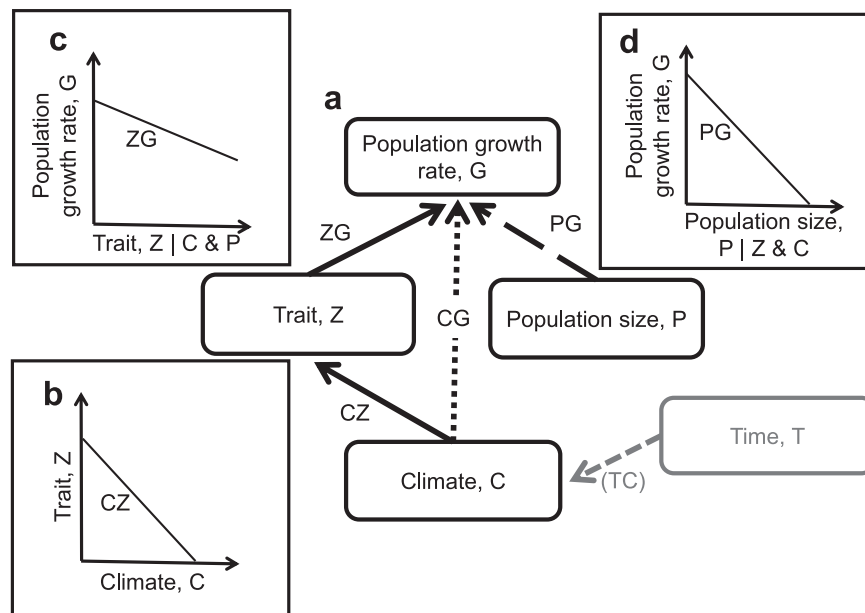 c
Population
growth rate, G
ZG
Trait, Z | C & P
a
Population growth
rate, G
d
Population
growth rate, G
PG
Population size,
P | Z & C
ZG
PG
Trait, Z
CG
Population size, P
b
Trait, Z
CZ
Climate, C
CZ
Climate, C
Time, T
(TC)